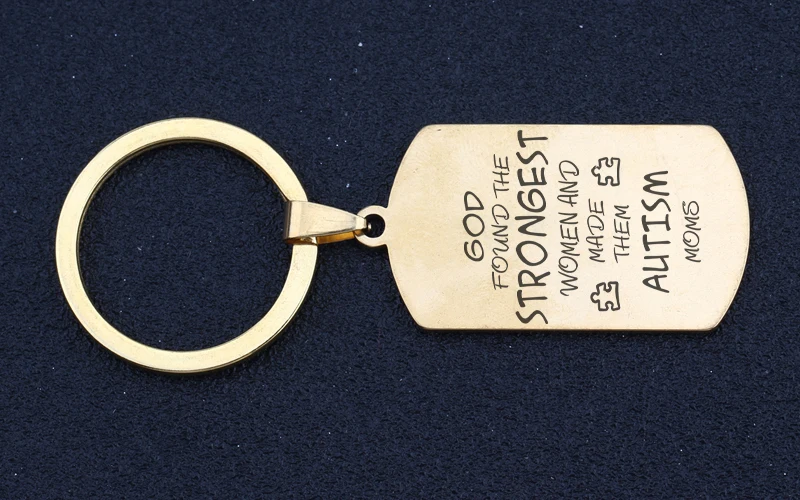 GOD
FOUND THE
STRONGEST
WOMEN AND
MADE
THEM
AUTISM
MOMS